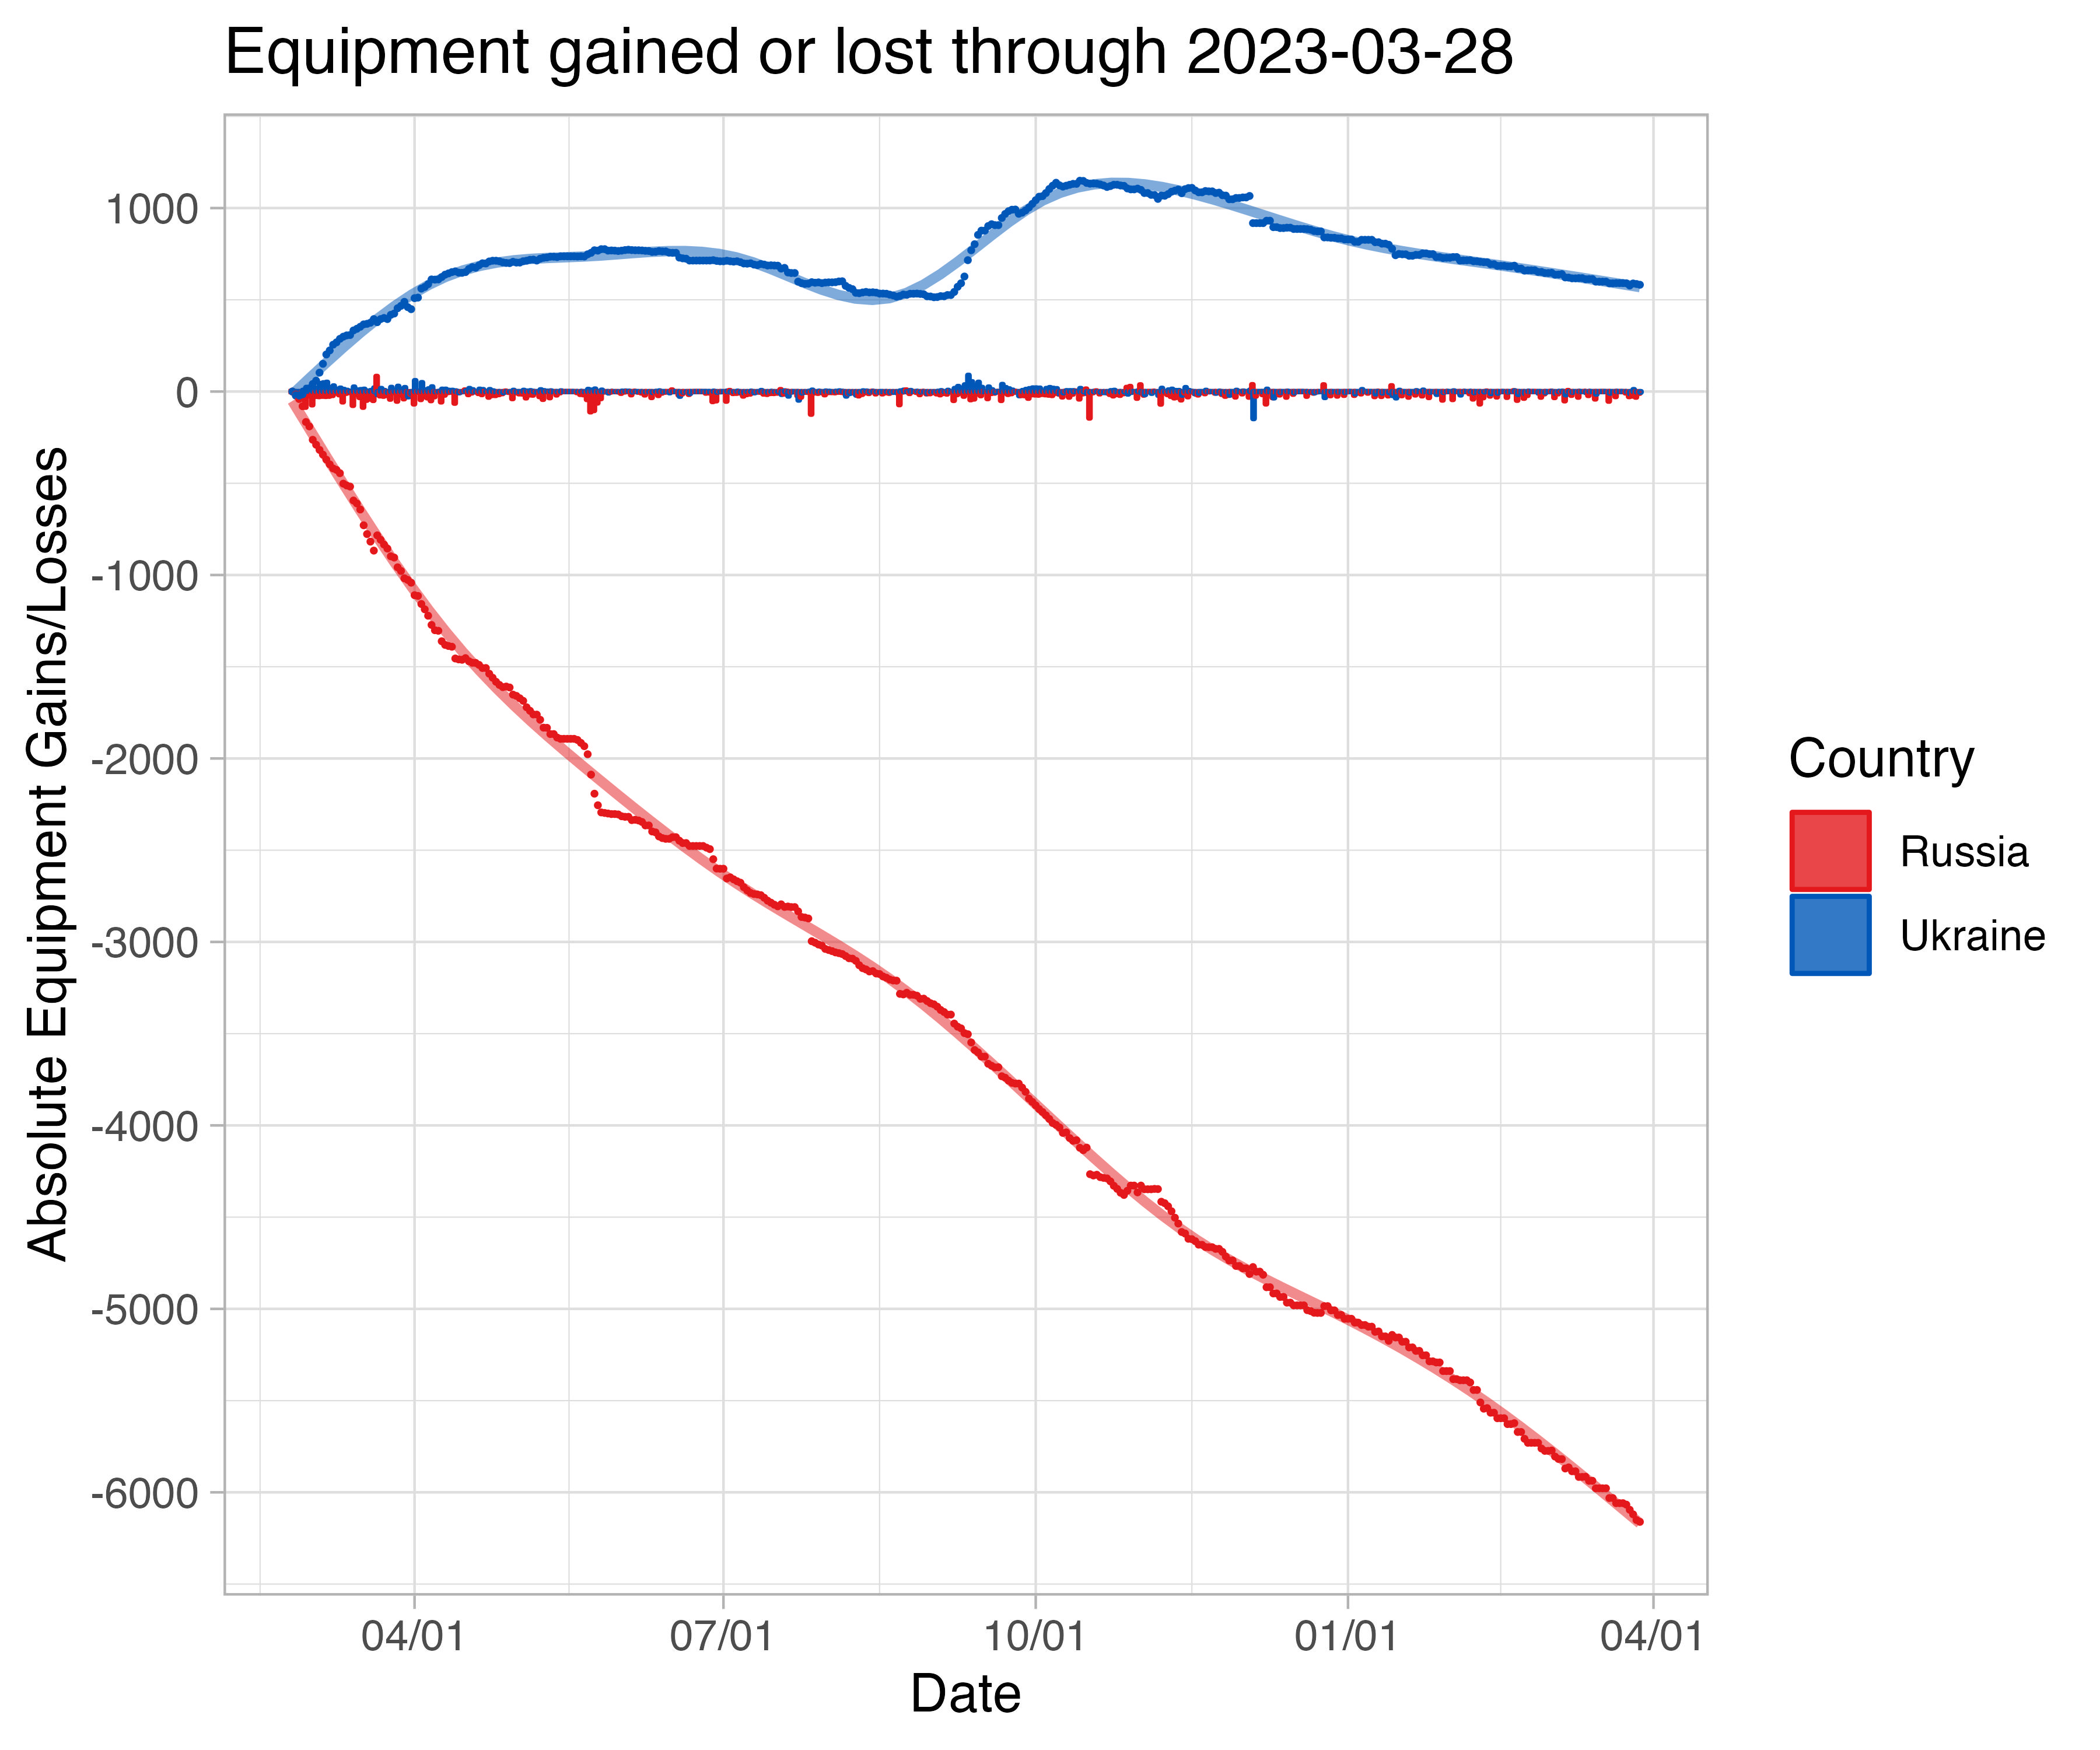 Equipment gained or lost through 2023-03-28
Absolute Equipment Gains/Losses
1000
0
-1000
-2000
-3000
-4000
-5000
-6000
04/01
07/01
10/01
01/01
04/01
Date
Country
Russia
Ukraine